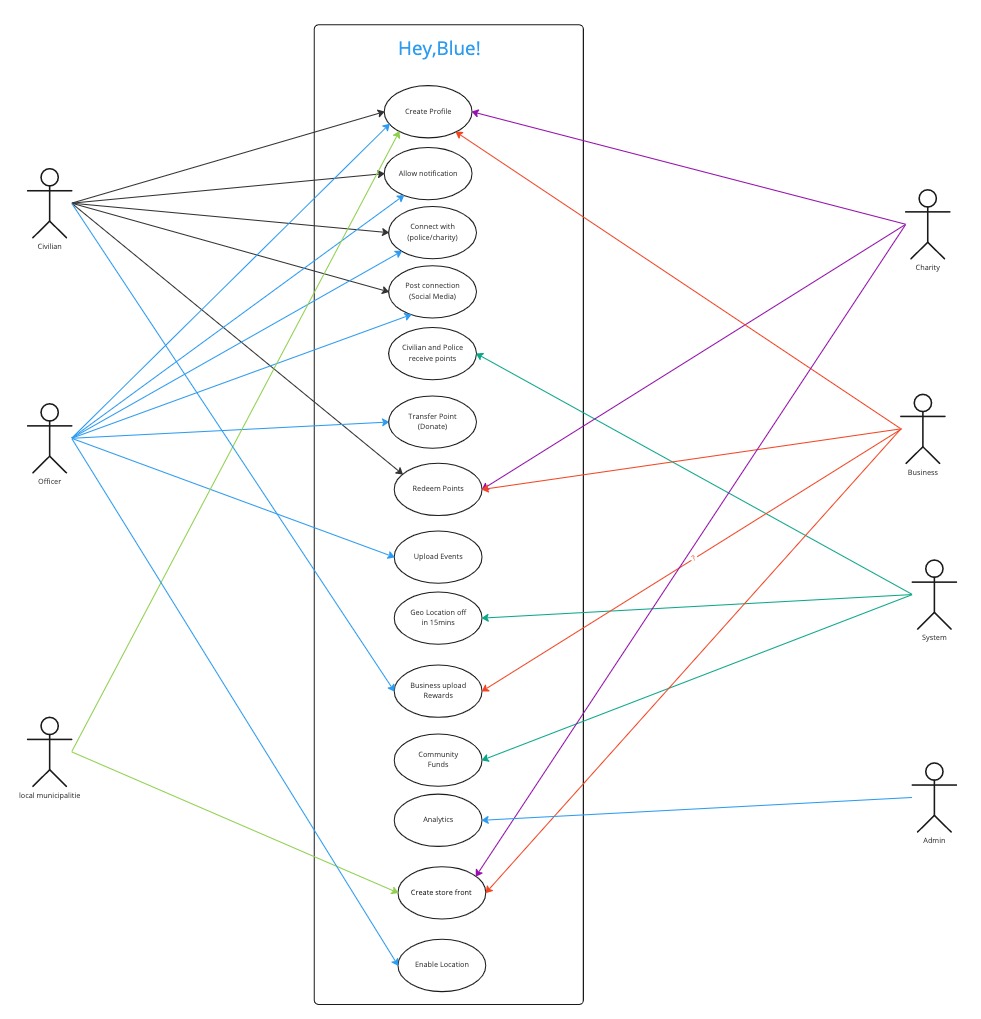 Hey,Blue!
Create Profile
Allow notification
Connect with
(police/charity)
Post connection
(Social Media)
Civilian and Police
receive points
Transfer Point
(Donate)
Redeem Points
Upload Events
Geo Location off
in 15mins
Business upload
Rewards
Community
Funds
Analytics
Create store front
Enable Location
Civilian
Officer
local municipalitie
Charity
Business
?
System
Admin